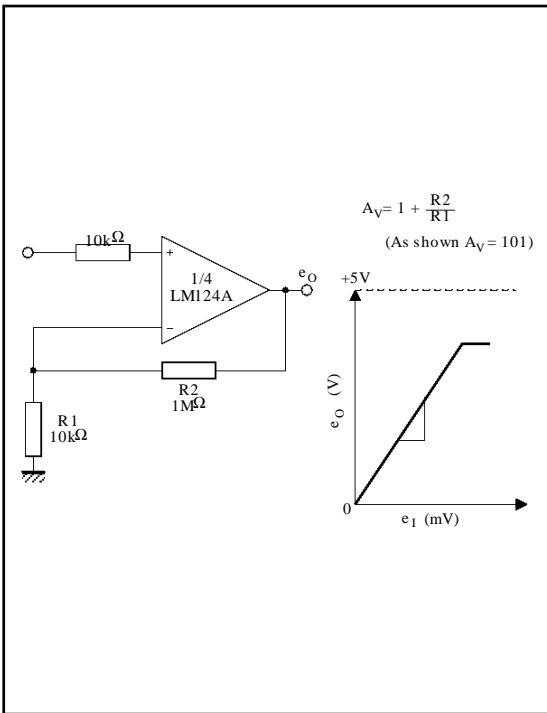 A_V = 1 + R2/R1
(As shown A_V = 101)
10kΩ
+
1/4
LM124A
–
e_O
R2
1MΩ
R1
10kΩ
+5V
e_O (V)
0
e_I (mV)